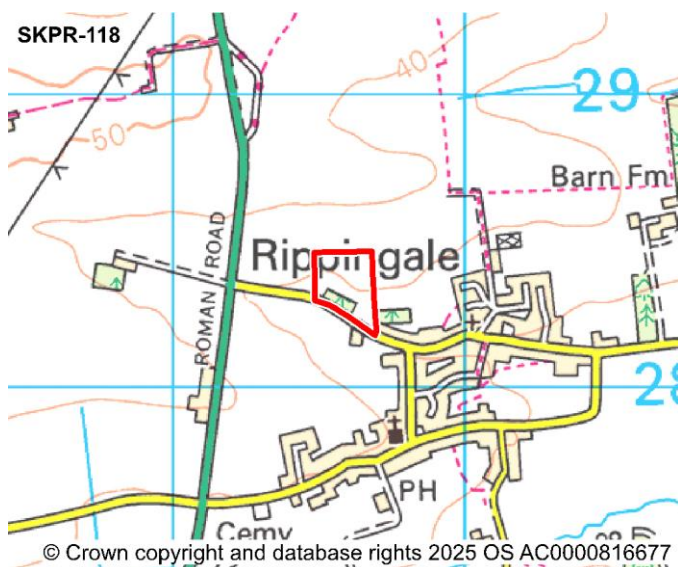 SKPR-118
40
29
50
Barn Fm
ROMAN ROAD
Rippingale
28
PH
Cemy
© Crown copyright and database rights 2025 OS AC0000816677